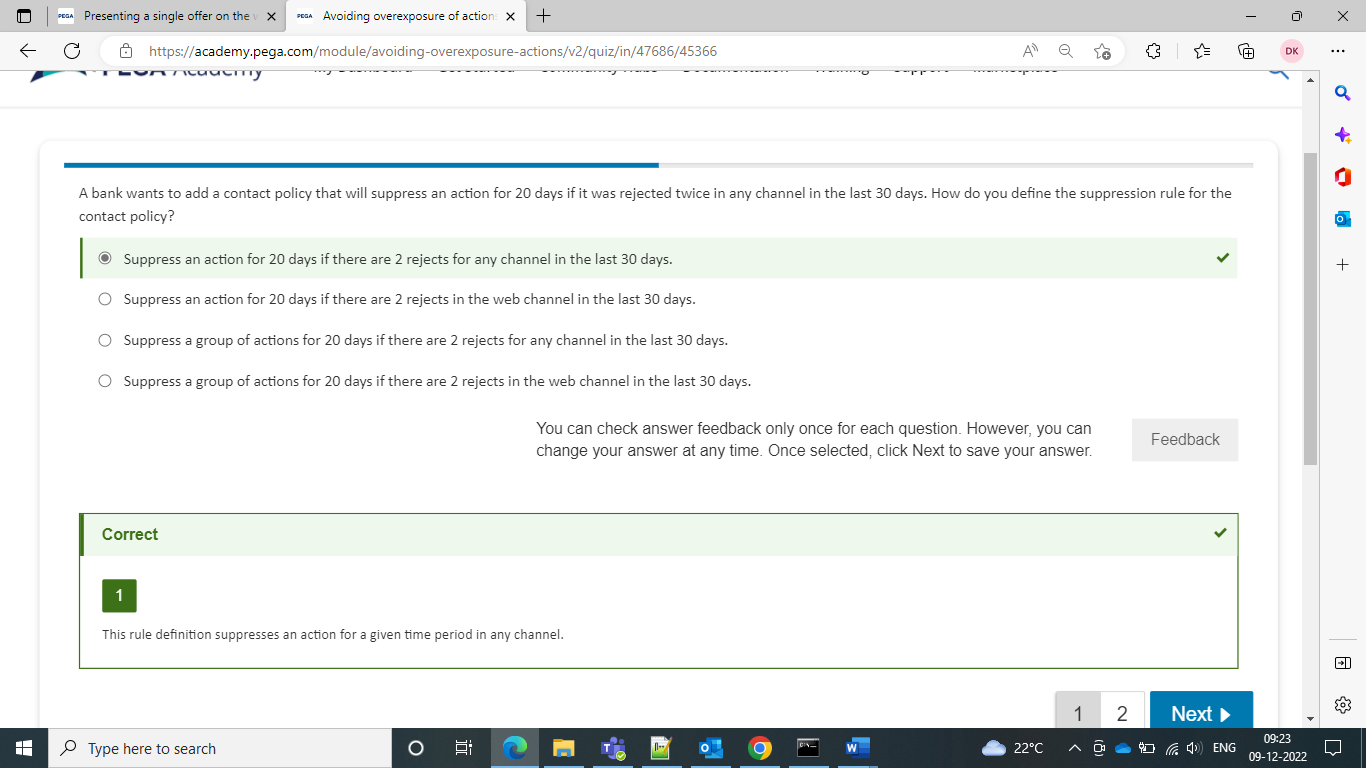 Presenting a single offer on the w
Avoiding overexposure of action
https://academy.pega.com/module/avoiding-overexposure-actions/v2/quiz/in/47686/45366
DK
PEGA Academy
A bank wants to add a contact policy that will suppress an action for 20 days if it was rejected twice in any channel in the last 30 days. How do you define the suppression rule for the
contact policy?
Suppress an action for 20 days if there are 2 rejects for any channel in the last 30 days.
Suppress an action for 20 days if there are 2 rejects in the web channel in the last 30 days.
Suppress a group of actions for 20 days if there are 2 rejects for any channel in the last 30 days.
Suppress a group of actions for 20 days if there are 2 rejects in the web channel in the last 30 days.
You can check answer feedback only once for each question. However, you can
change your answer at any time. Once selected, click Next to save your answer.
Feedback
Correct
1
This rule definition suppresses an action for a given time period in any channel.
1 2 Next
Type here to search
22°C
ENG
09:23
09-12-2022